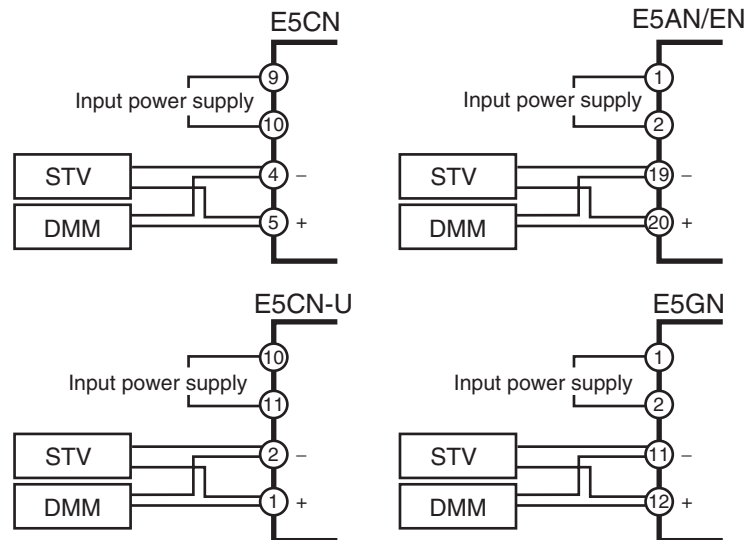 E5CN
9
Input power supply
10
STV
4 −
DMM
5 +
E5AN/EN
1
Input power supply
2
STV
19 −
DMM
20 +
E5CN-U
10
Input power supply
11
STV
2 −
DMM
1 +
E5GN
1
Input power supply
2
STV
11 −
DMM
12 +